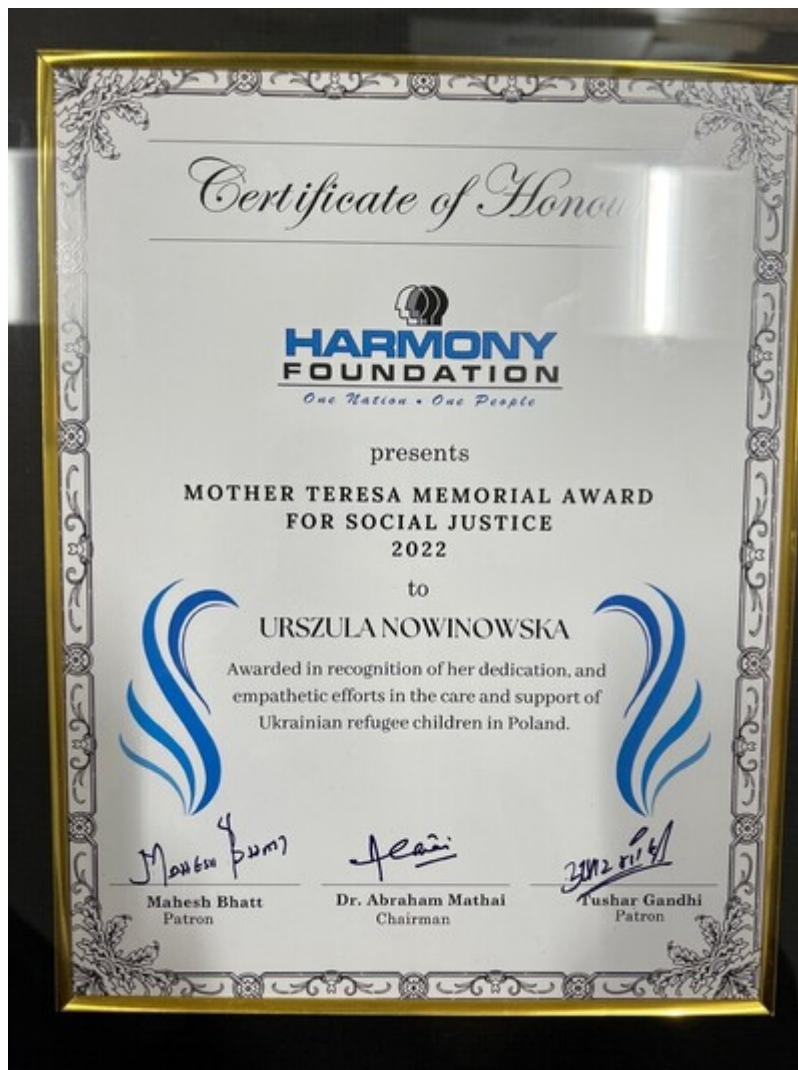 Certificate of Honour
HARMONY
FOUNDATION
One Nation • One People
presents
MOTHER TERESA MEMORIAL AWARD
FOR SOCIAL JUSTICE
2022
to
URSZULA NOWINOWSKA
Awarded in recognition of her dedication, and
empathetic efforts in the care and support of
Ukrainian refugee children in Poland.
Mahesh Bhatt
Patron
Dr. Abraham Mathai
Chairman
Tushar Gandhi
Patron